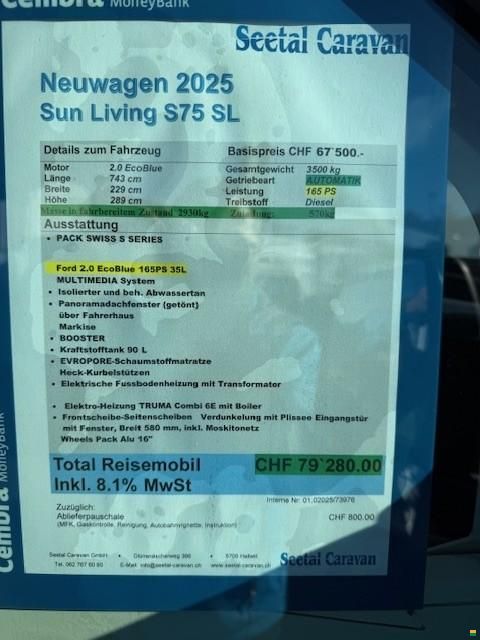 Cembra MoneyBank
Seetal Caravan
Neuwagen 2025
Sun Living S75 SL
Details zum Fahrzeug Basispreis CHF 67`500.-
Motor 2.0 EcoBlue Gesamtgewicht 3500 kg
Länge 743 cm Getriebeart AUTOMATIK
Breite 229 cm Leistung 165 PS
Höhe 289 cm Treibstoff Diesel
Masse in fahrbereitem Zustand 2930kg Zuladung: 570kg
Ausstattung
• PACK SWISS S SERIES
Ford 2.0 EcoBlue 165PS 35L
MULTIMEDIA System
• Isolierter und beh. Abwassertan
• Panoramadachfenster (getönt)
über Fahrerhaus
Markise
• BOOSTER
• Kraftstofftank 90 L
• EVROPORE-Schaumstoffmatratze
Heck-Kurbelstützen
• Elektrische Fussbodenheizung mit Transformator
• Elektro-Heizung TRUMA Combi 6E mit Boiler
• Frontscheibe-Seitenscheiben Verdunkelung mit Plissee Eingangstür
mit Fenster, Breit 580 mm, inkl. Moskitonetz
Wheels Pack Alu 16"
Total Reisemobil CHF 79`280.00
Inkl. 8.1% MwSt
Interne Nr: 01.02025/73976
Zuzüglich:
Ablieferpauschale CHF 800.00
(MFK, Gaskontrolle, Reinigung, Autobahnvignette, Instruktion)
Seetal Caravan GmbH • 386 • 5705 Hallwil
Tel. 062 767 60 80 E-Mail: info@seetal-caravan.ch www.seetal-caravan.ch
Seetal Caravan
Cembra MoneyBank